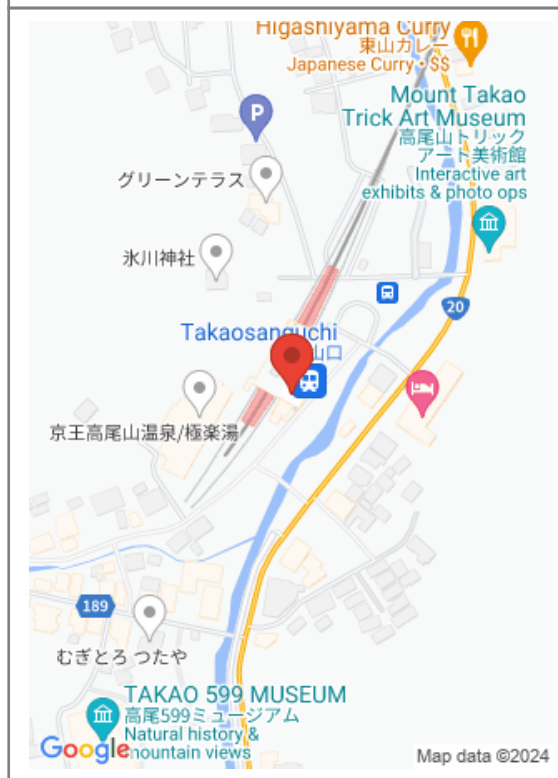 Higashiyama Curry
東山カレー
Japanese Curry・$$
Mount Takao
Trick Art Museum
高尾山トリック
アート美術館
Interactive art
exhibits & photo ops
P
グリーンテラス
氷川神社
20
Takaosanguchi
山口
京王高尾山温泉/極楽湯
189
むぎとろ つたや
TAKAO 599 MUSEUM
高尾599ミュージアム
Natural history &
mountain views
Google
Map data ©2024